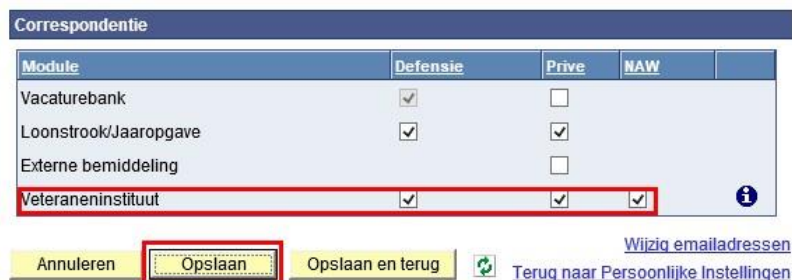 Correspondentie
Module Defensie Prive NAW
Vacaturebank
Loonstrook/Jaaropgave
Externe bemiddeling
Veteraneninstituut
Wijzig emailadressen
Annuleren Opslaan Opslaan en terug Terug naar Persoonlijke Instellingen